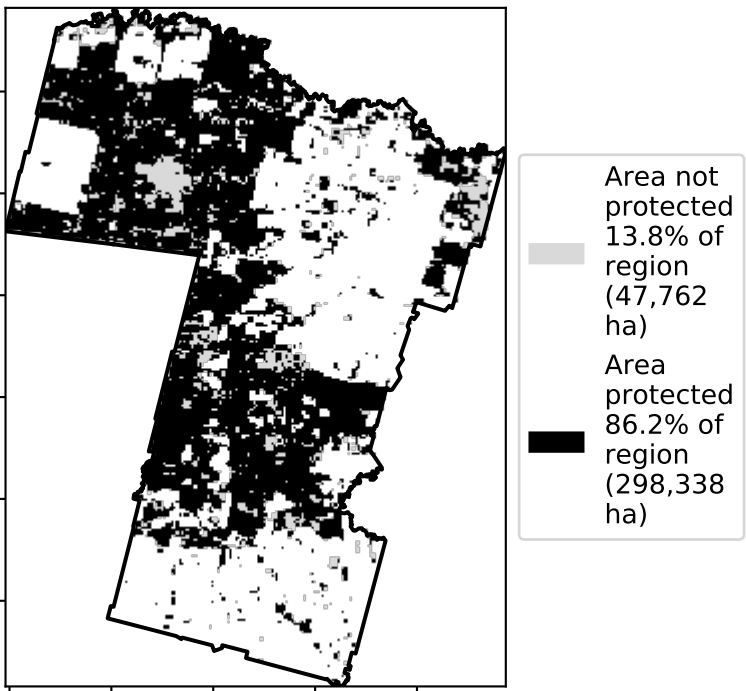 Area not
protected
13.8% of
region
(47,762
ha)
Area
protected
86.2% of
region
(298,338
ha)